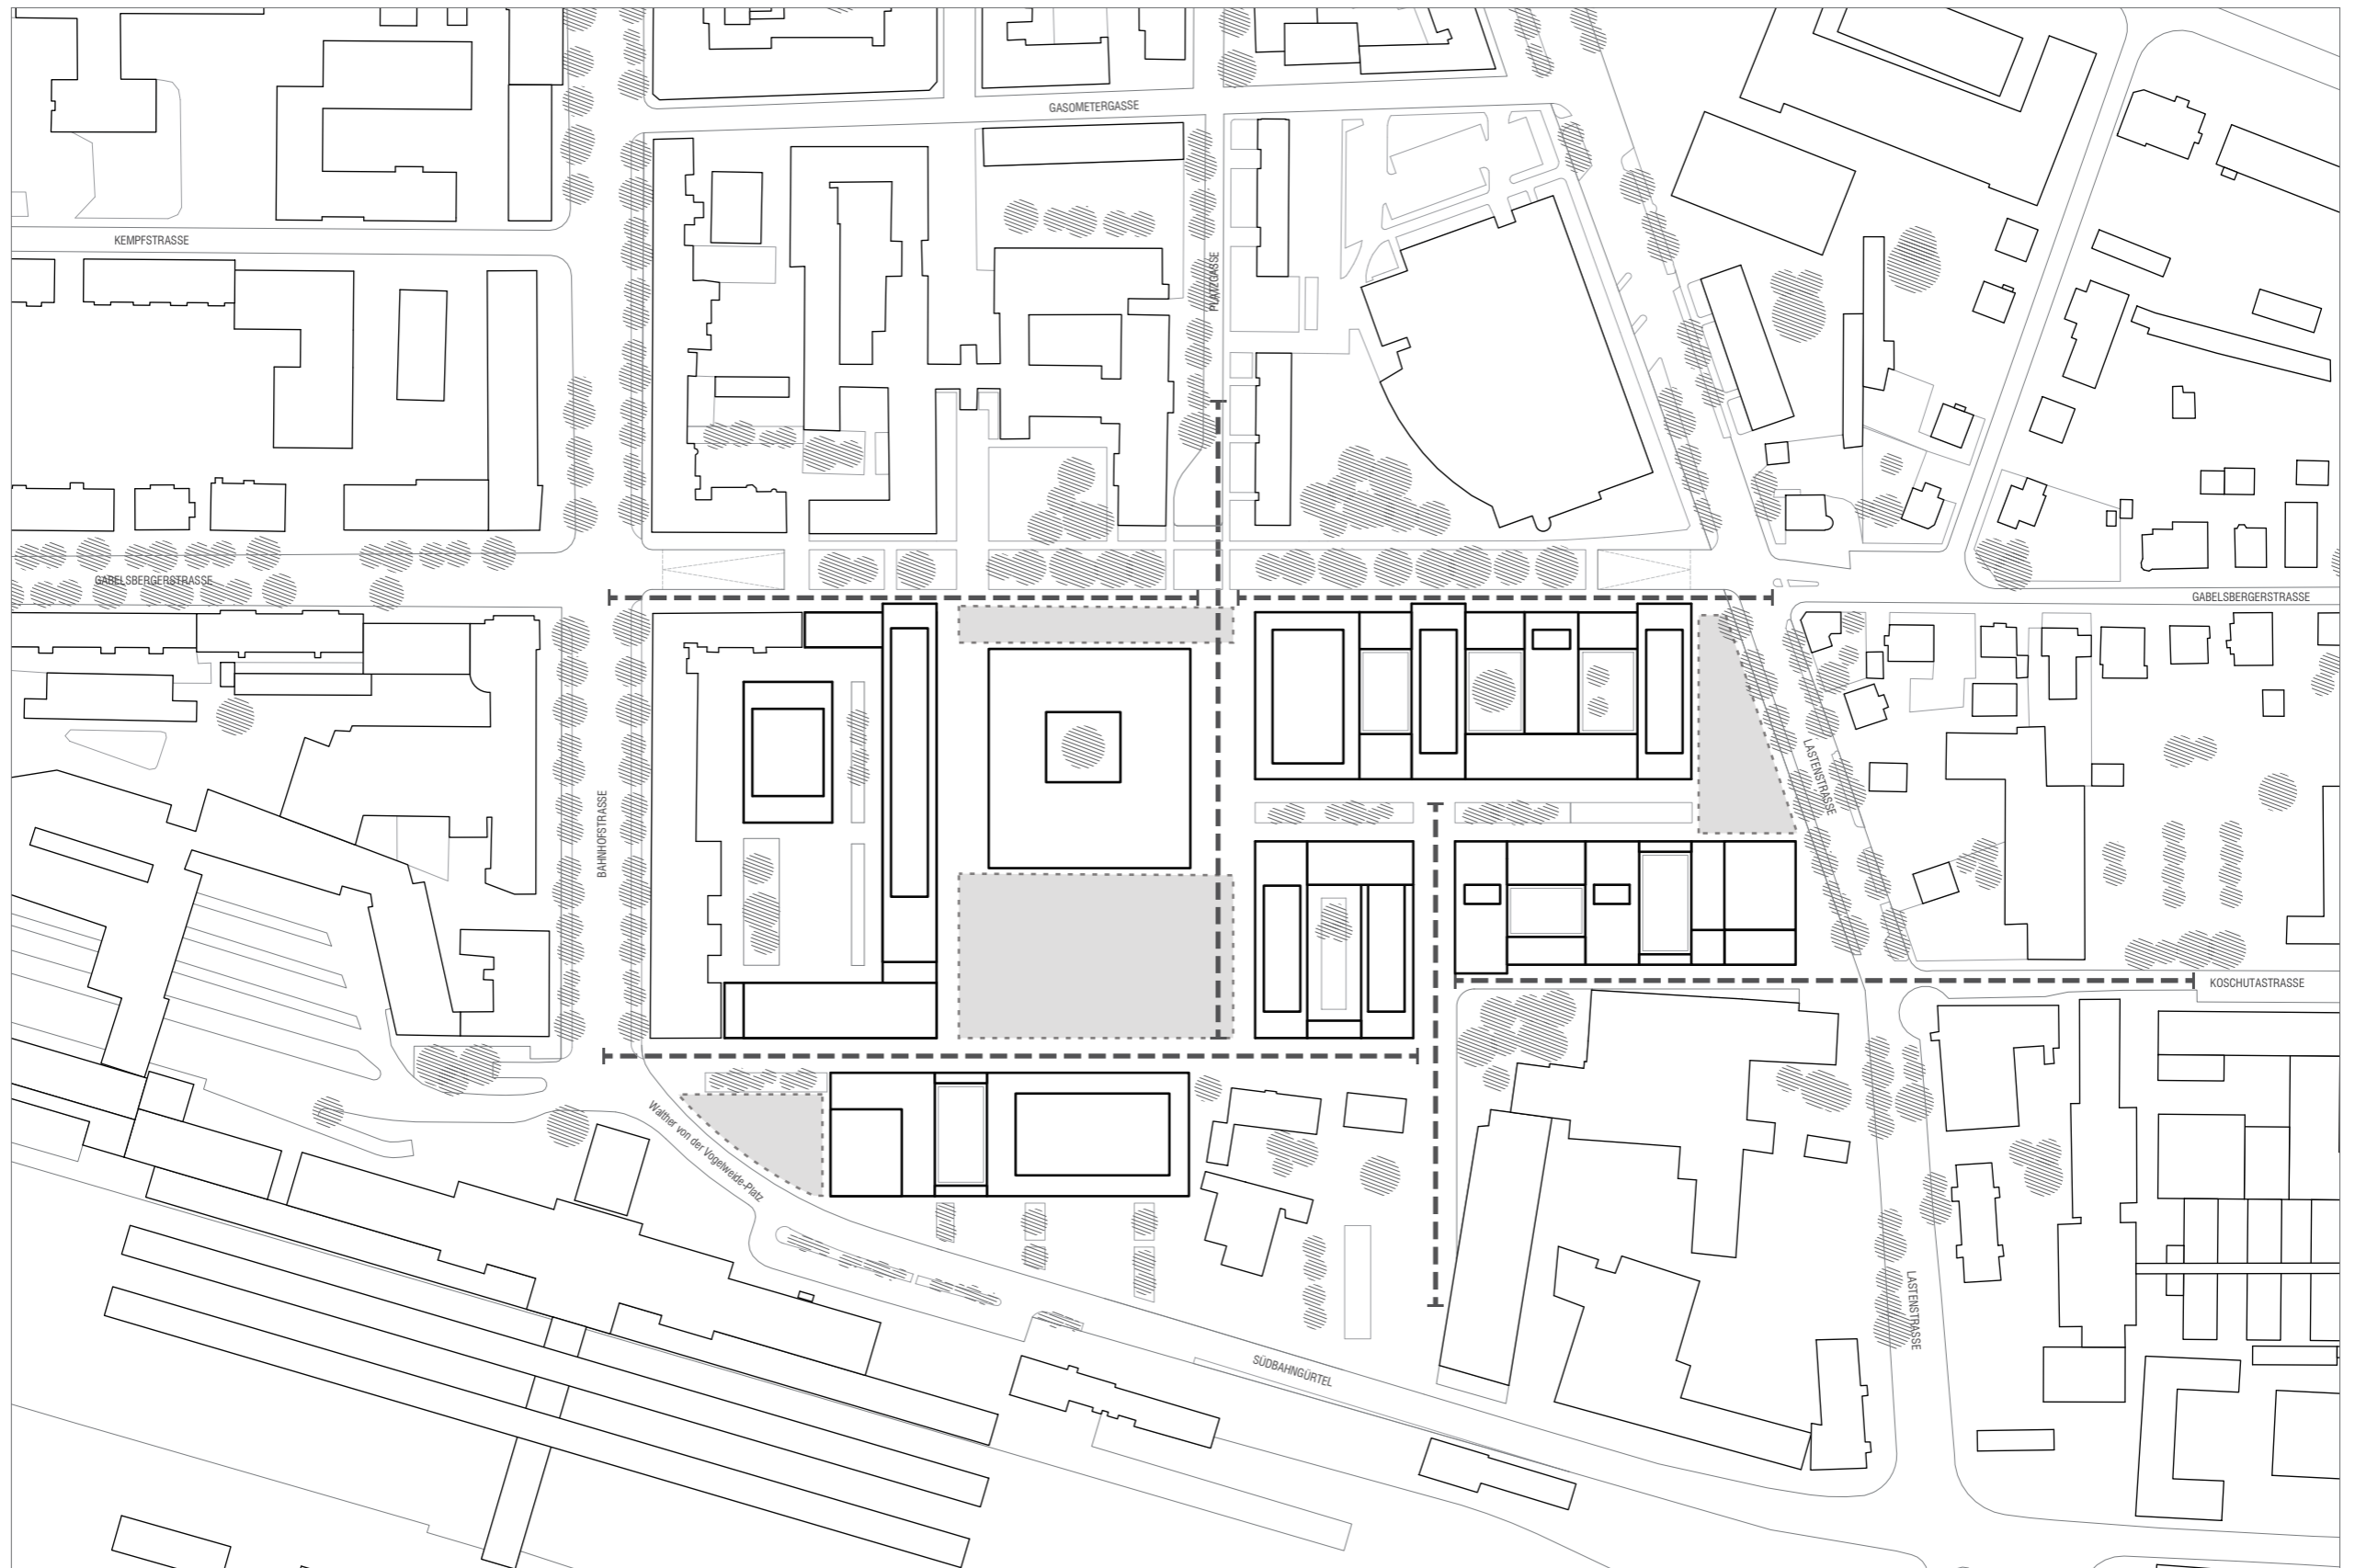 GASOMETERGASSE
KEMPFSTRASSE
PLATZGASSE
GABELSBERGERSTRASSE
GABELSBERGERSTRASSE
LASTENSTRASSE
BAHNHOFSTRASSE
KOSCHUTASTRASSE
Walther von der Vogelweide-Platz
LASTENSTRASSE
SÜDBAHNGÜRTEL